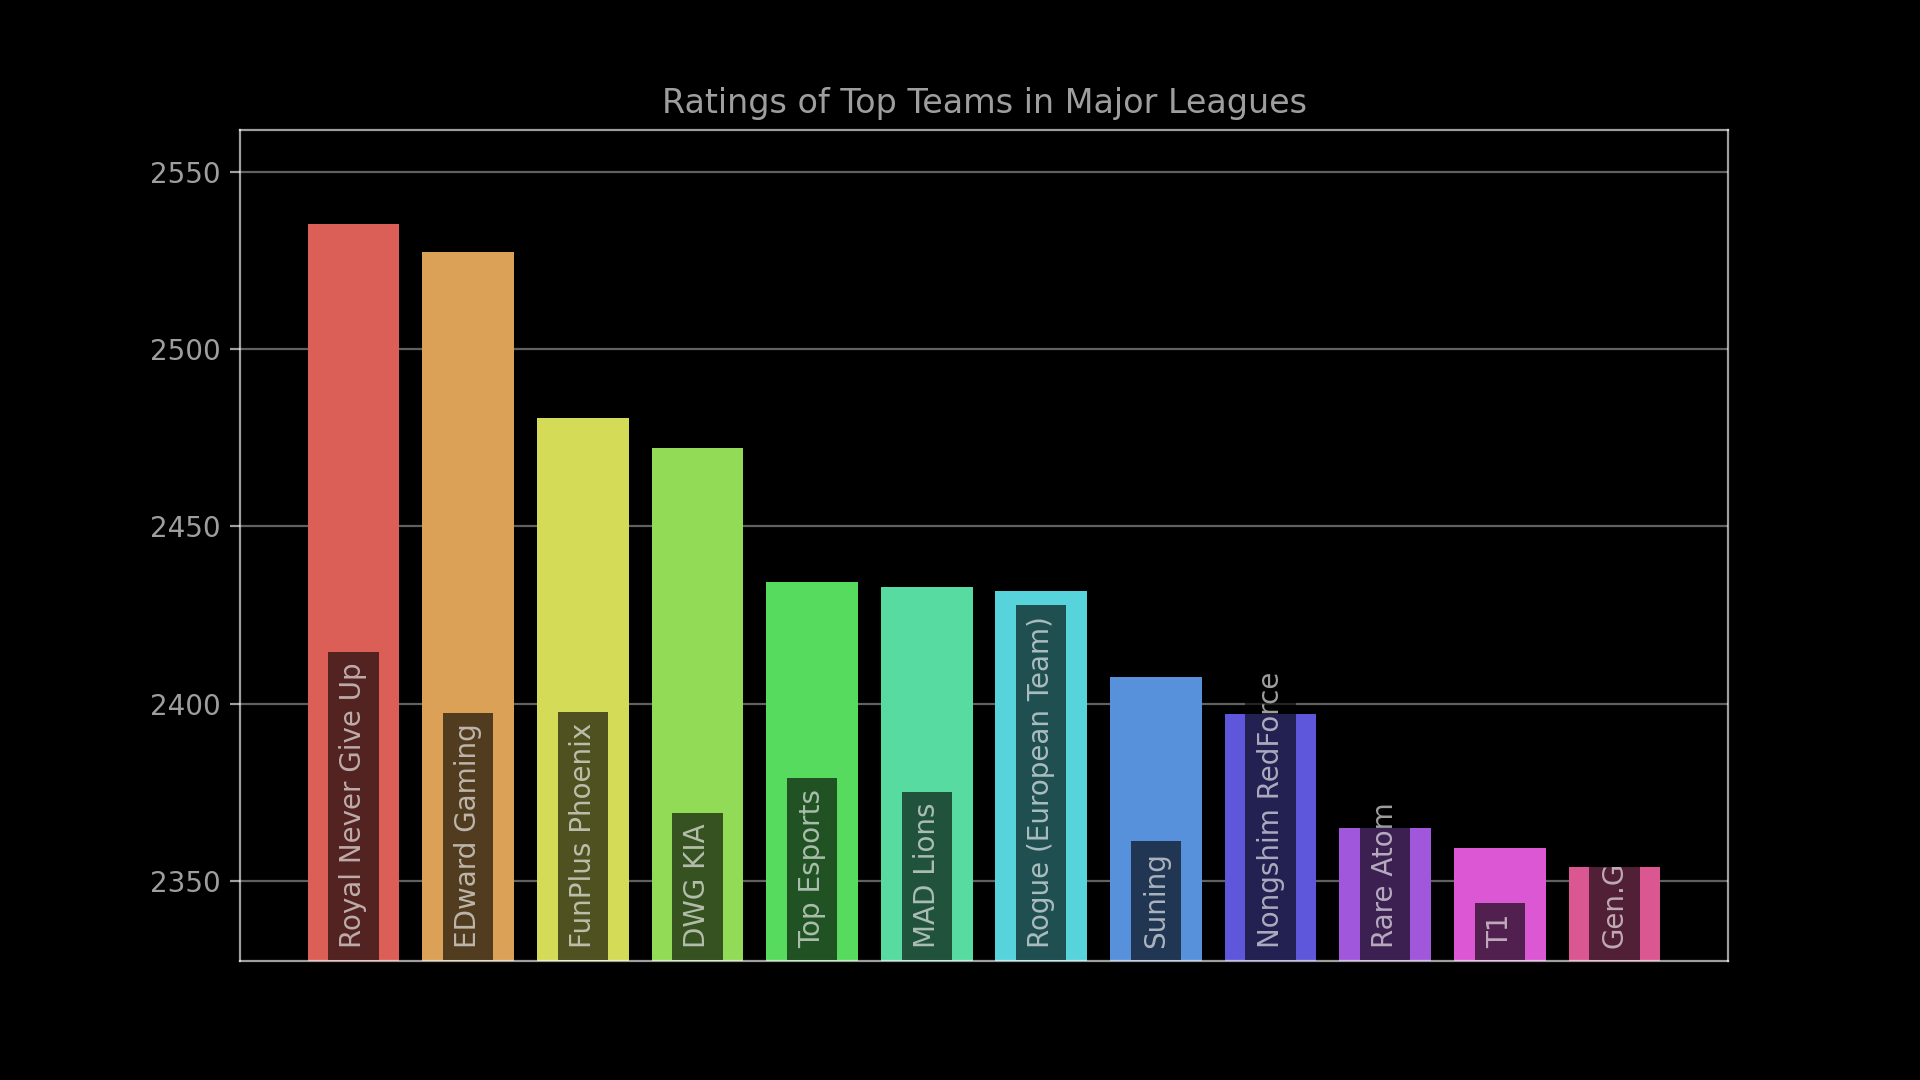 Ratings of Top Teams in Major Leagues
2550
2500
2450
2400
2350
Royal Never Give Up
EDward Gaming
FunPlus Phoenix
DWG KIA
Top Esports
MAD Lions
Rogue (European Team)
Suning
Nongshim RedForce
Rare Atom
T1
Gen.G